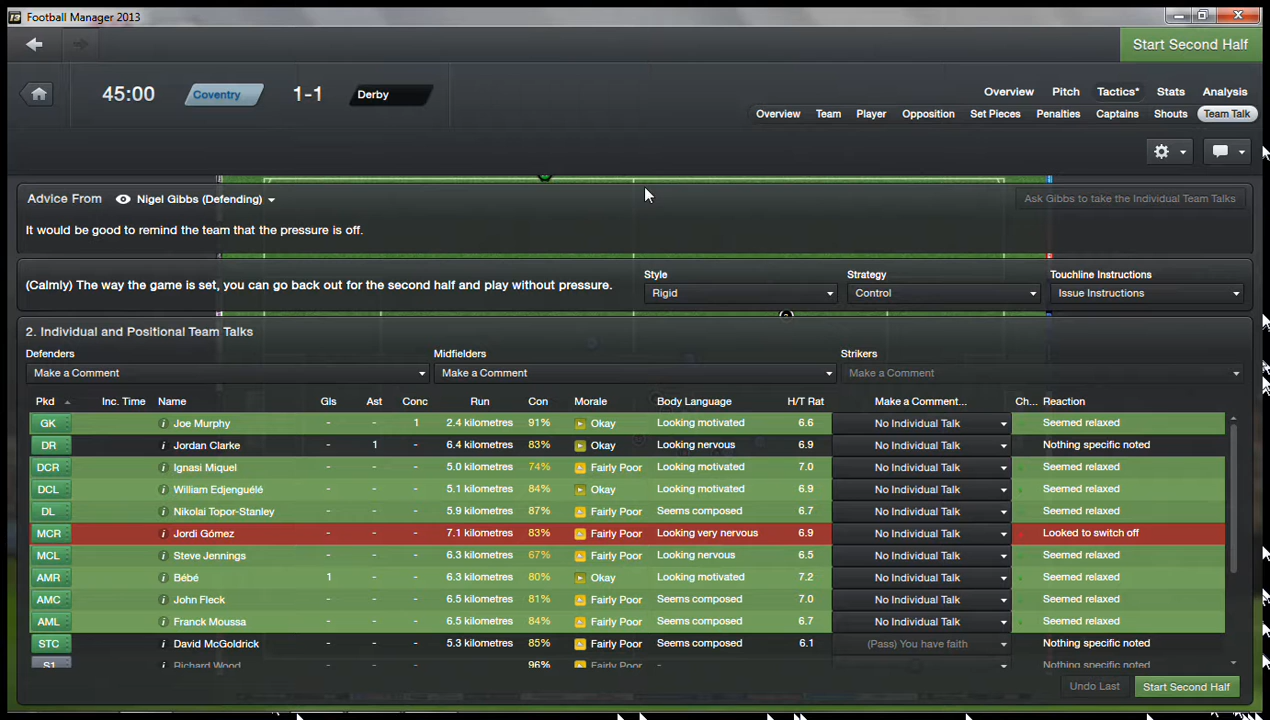 Football Manager 2013
Start Second Half
45:00 Coventry 1-1 Derby
Overview Pitch Tactics* Stats Analysis
Overview Team Player Opposition Set Pieces Penalties Captains Shouts Team Talk
Advice From Nigel Gibbs (Defending) Ask Gibbs to take the Individual Team Talks
It would be good to remind the team that the pressure is off.
Style Strategy Touchline Instructions
(Calmly) The way the game is set, you can go back out for the second half and play without pressure. Rigid Control Issue Instructions
2. Individual and Positional Team Talks
Defenders Midfielders Strikers
Make a Comment Make a Comment Make a Comment
Pkd Inc. Time Name Gls Ast Conc Run Con Morale Body Language H/T Rat Make a Comment... Ch... Reaction
GK i Joe Murphy - - 1 2.4 kilometres 91% Okay Looking motivated 6.6 No Individual Talk Seemed relaxed
DR i Jordan Clarke - 1 - 6.4 kilometres 83% Okay Looking nervous 6.9 No Individual Talk Nothing specific noted
DCR i Ignasi Miquel - - - 5.0 kilometres 74% Fairly Poor Looking motivated 7.0 No Individual Talk Seemed relaxed
DCL i William Edjenguélé - - - 5.1 kilometres 84% Okay Looking motivated 6.9 No Individual Talk Seemed relaxed
DL i Nikolai Topor-Stanley - - - 5.9 kilometres 87% Fairly Poor Seems composed 6.7 No Individual Talk Seemed relaxed
MCR i Jordi Gómez - - - 7.1 kilometres 83% Fairly Poor Looking very nervous 6.9 No Individual Talk Looked to switch off
MCL i Steve Jennings - - - 6.3 kilometres 67% Fairly Poor Looking nervous 6.5 No Individual Talk Seemed relaxed
AMR i Bébé 1 - - 6.3 kilometres 80% Okay Looking motivated 7.2 No Individual Talk Seemed relaxed
AMC i John Fleck - - - 6.5 kilometres 81% Fairly Poor Seems composed 7.0 No Individual Talk Seemed relaxed
AML i Franck Moussa - - - 6.5 kilometres 84% Fairly Poor Seems composed 6.7 No Individual Talk Seemed relaxed
STC i David McGoldrick - - - 5.3 kilometres 85% Fairly Poor Seems composed 6.1 (Pass) You have faith Nothing specific noted
S1 i Richard Wood 96% Fairly Poor - Nothing specific noted
Undo Last Start Second Half